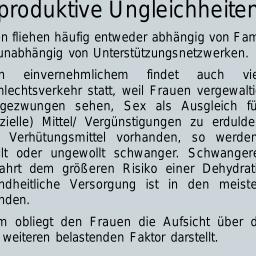 produktive Ungleichheiten
n fliehen häufig entweder abhängig von Fam
unabhängig von Unterstützungsnetzwerken.
n einvernehmlichem findet auch vie
hlechtsverkehr statt, weil Frauen vergewaltig
gezwungen sehen, Sex als Ausgleich fü
zielle) Mittel/ Vergünstigungen zu erdulde
Verhütungsmittel vorhanden, so werden
llt oder ungewollt schwanger. Schwangere
ahrt dem größeren Risiko einer Dehydrat
ndheitliche Versorgung ist in den meiste
nden.
m obliegt den Frauen die Aufsicht über d
weiteren belastenden Faktor darstellt.